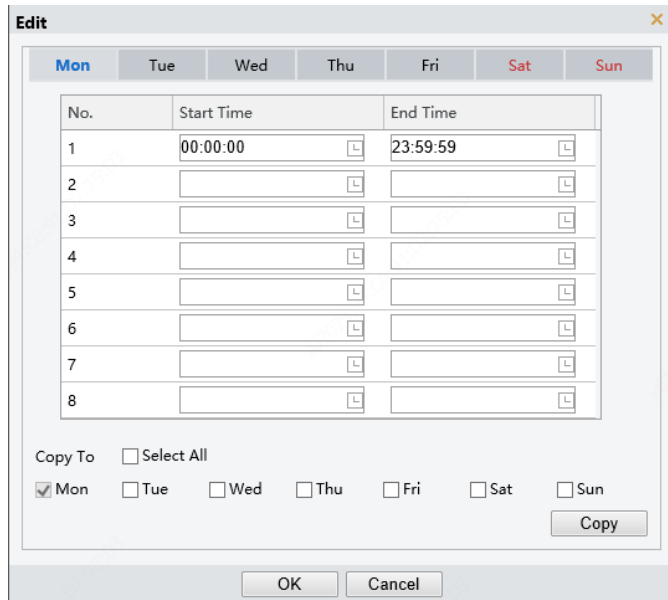 Edit
Mon Tue Wed Thu Fri Sat Sun
No. Start Time End Time
1 00:00:00 23:59:59
2
3
4
5
6
7
8
Copy To Select All
Mon Tue Wed Thu Fri Sat Sun
Copy
OK Cancel